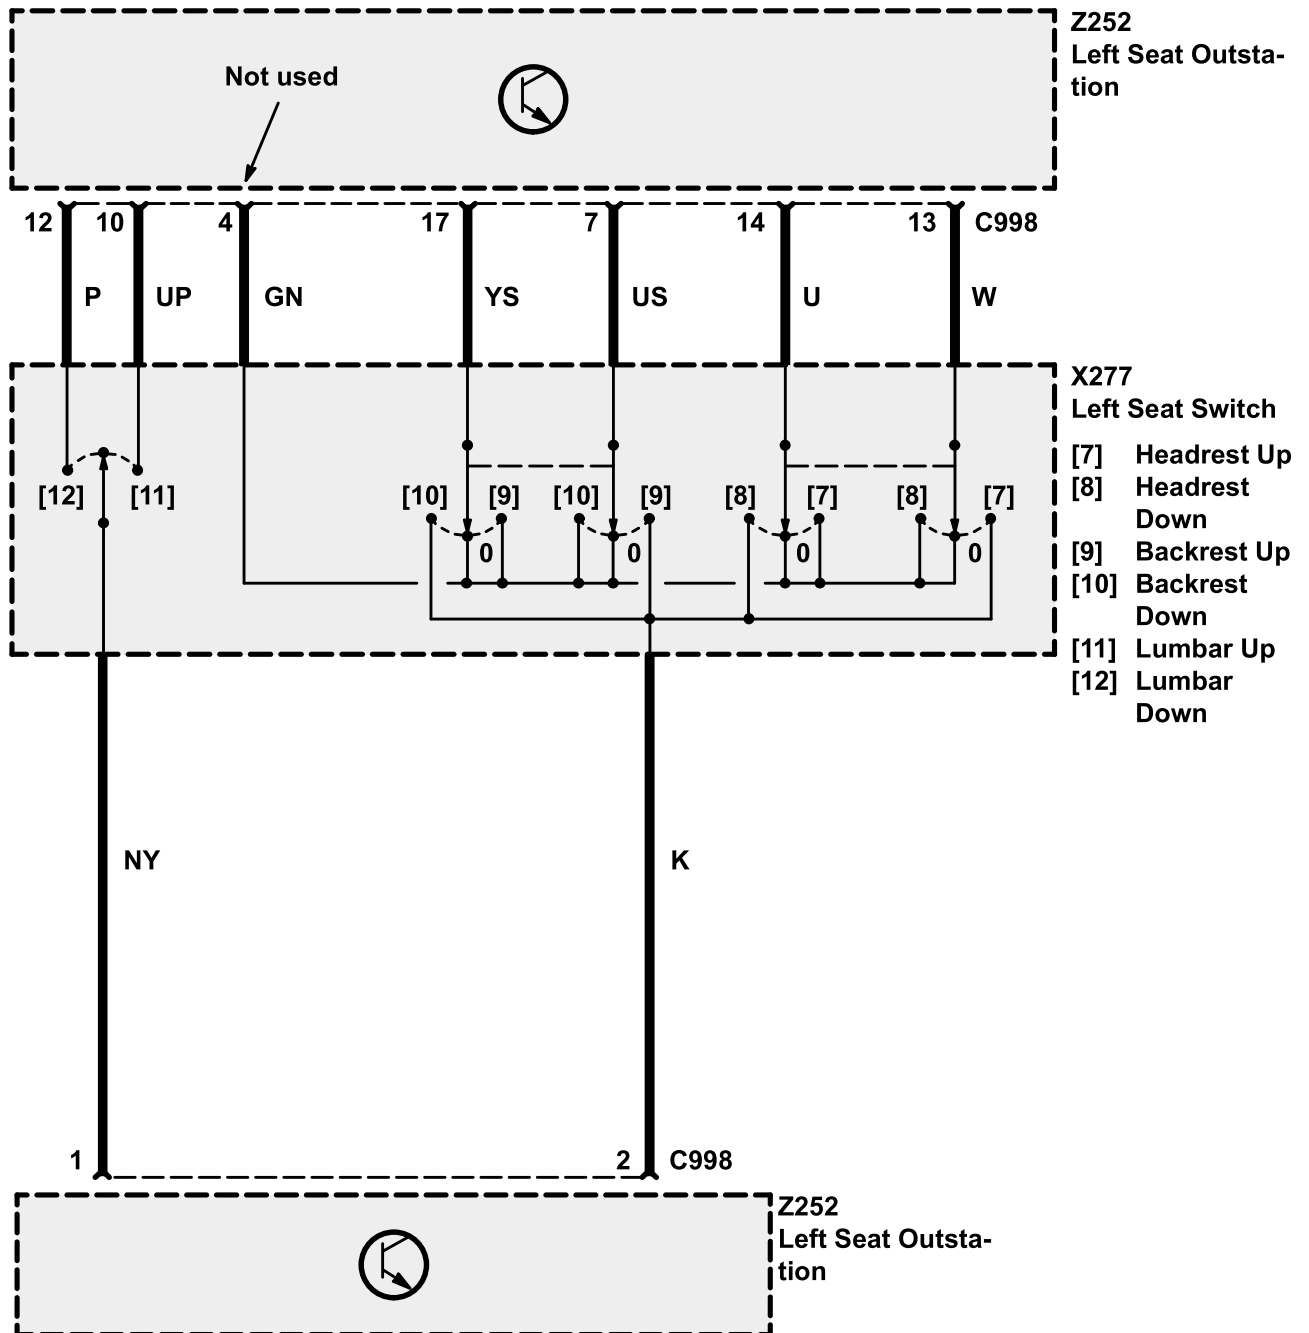 Z252
Left Seat Outsta-
tion
Not used
12 10 4 17 7 14 13 C998
P UP GN YS US U W
X277
Left Seat Switch
[7] Headrest Up
[8] Headrest
Down
[9] Backrest Up
[10] Backrest
Down
[11] Lumbar Up
[12] Lumbar
Down
[12] [11] [10] [9] [10] [9] [8] [7] [8] [7]
0 0 0 0
NY K
1 2 C998
Z252
Left Seat Outsta-
tion